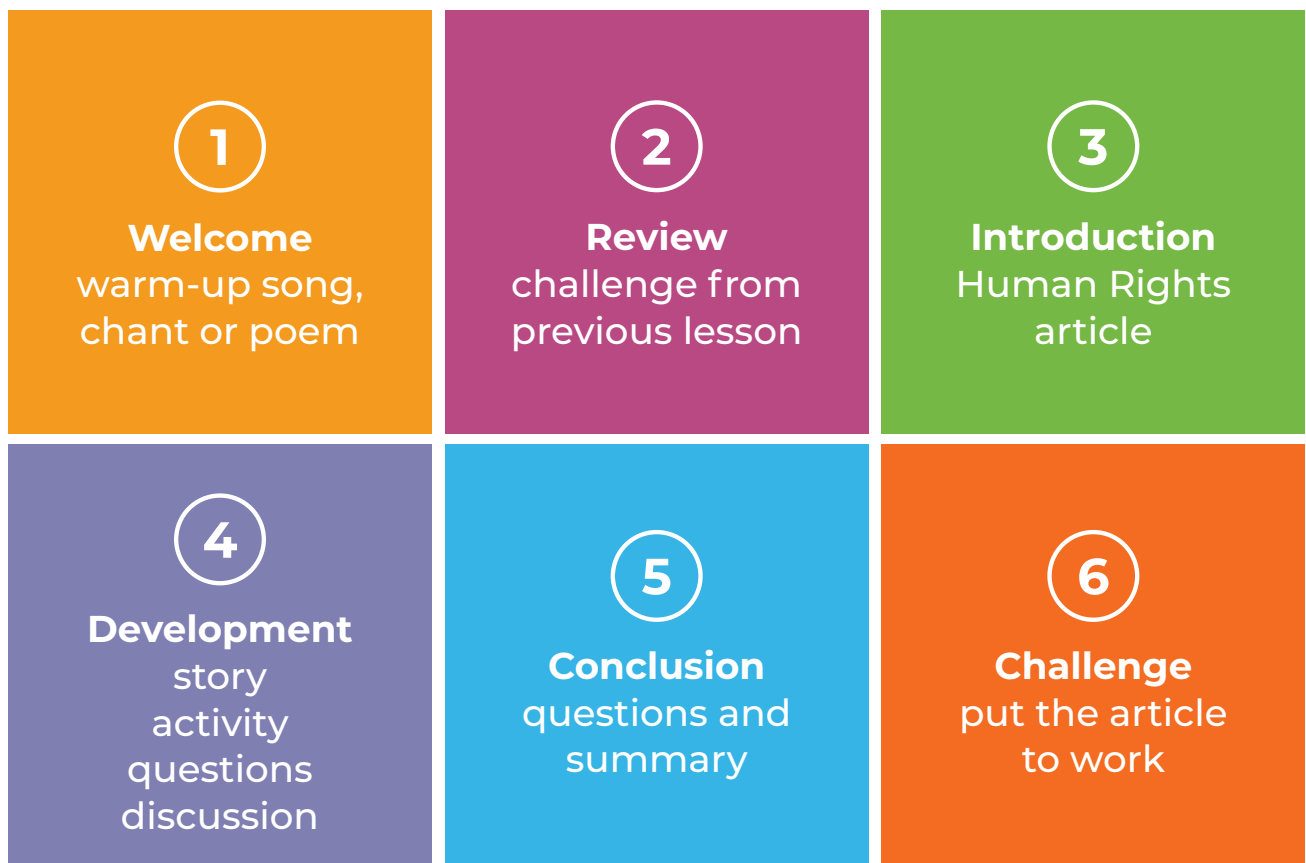 1
Welcome
warm-up song,
chant or poem
2
Review
challenge from
previous lesson
3
Introduction
Human Rights
article
4
Development
story
activity
questions
discussion
5
Conclusion
questions and
summary
6
Challenge
put the article
to work